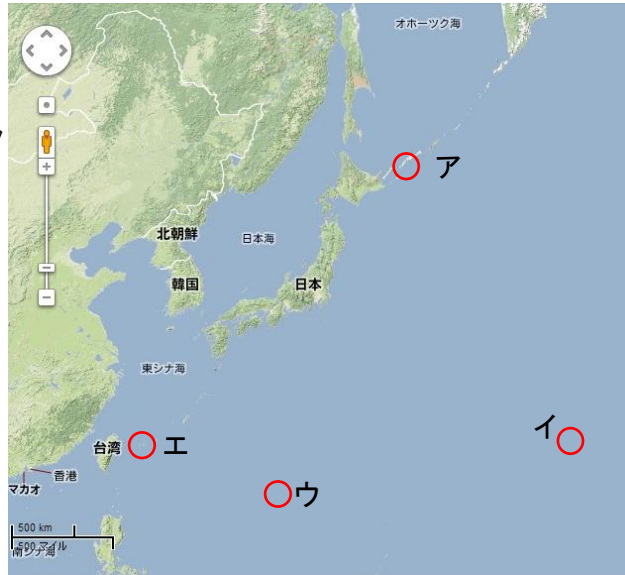 オホーツク海
ア
北朝鮮
日本海
韓国
日本
東シナ海
イ
台湾
エ
香港
ウ
マカオ
500 km
500 マイル
南シナ海